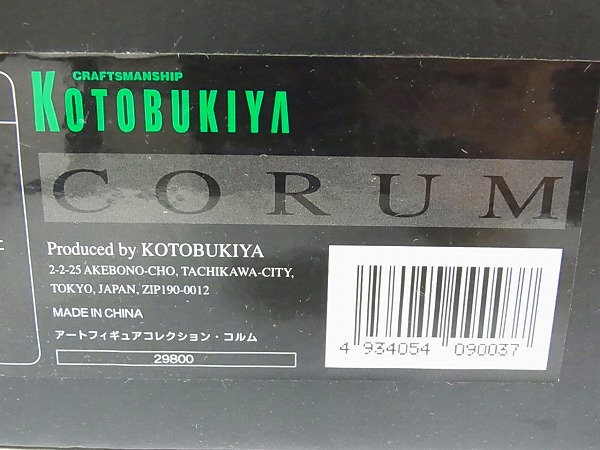 CRAFTSMANSHIP
KOTOBUKIYA
CORUM
Produced by KOTOBUKIYA
2-2-25 AKEBONO-CHO, TACHIKAWA-CITY,
TOKYO, JAPAN, ZIP190-0012
MADE IN CHINA
アートフィギュアコレクション・コルム
29800
4 934054 090037